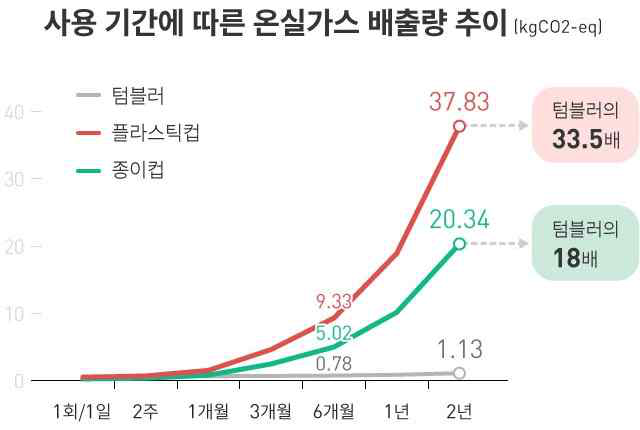 사용 기간에 따른 온실가스 배출량 추이 (kgCO2-eq)
텀블러
플라스틱컵
종이컵
40
30
20
10
0
37.83
20.34
9.33
5.02
0.78
1.13
텀블러의
33.5배
텀블러의
18배
1회/1일 2주 1개월 3개월 6개월 1년 2년